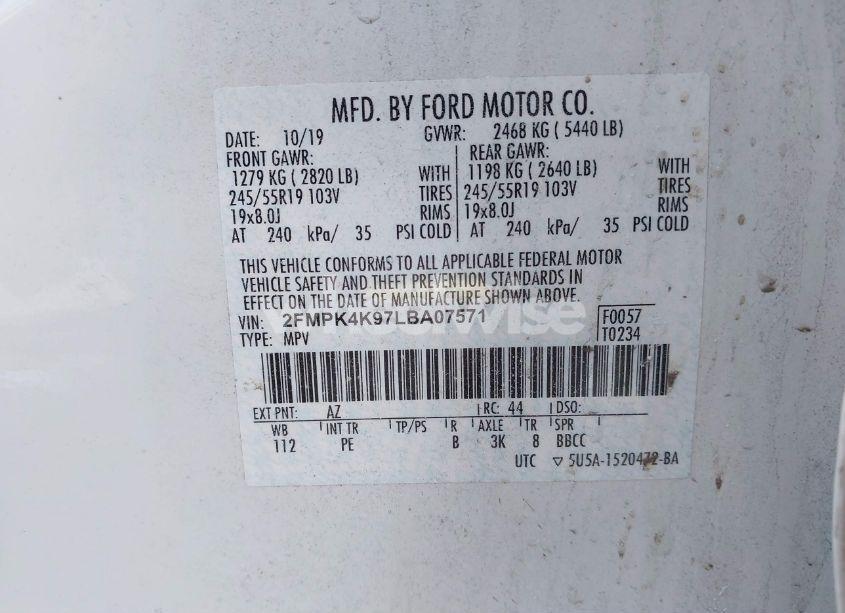 MFD. BY FORD MOTOR CO.
DATE: 10/19 GVWR: 2468 KG ( 5440 LB)
FRONT GAWR: REAR GAWR:
1279 KG ( 2820 LB) WITH 1198 KG ( 2640 LB) WITH
245/55R19 103V TIRES 245/55R19 103V TIRES
19x8.0J RIMS 19x8.0J RIMS
AT 240 kPa/ 35 PSI COLD AT 240 kPa/ 35 PSI COLD
THIS VEHICLE CONFORMS TO ALL APPLICABLE FEDERAL MOTOR
VEHICLE SAFETY AND THEFT PREVENTION STANDARDS IN
EFFECT ON THE DATE OF MANUFACTURE SHOWN ABOVE.
VIN: 2FMPK4K97LBA07571 F0057
TYPE: MPV T0234
EXT PNT: AZ RC: 44 DSO:
WB INT TR TP/PS R AXLE TR SPR
112 PE B 3K 8 BBCC
UTC ▽ 5U5A-1520472-BA